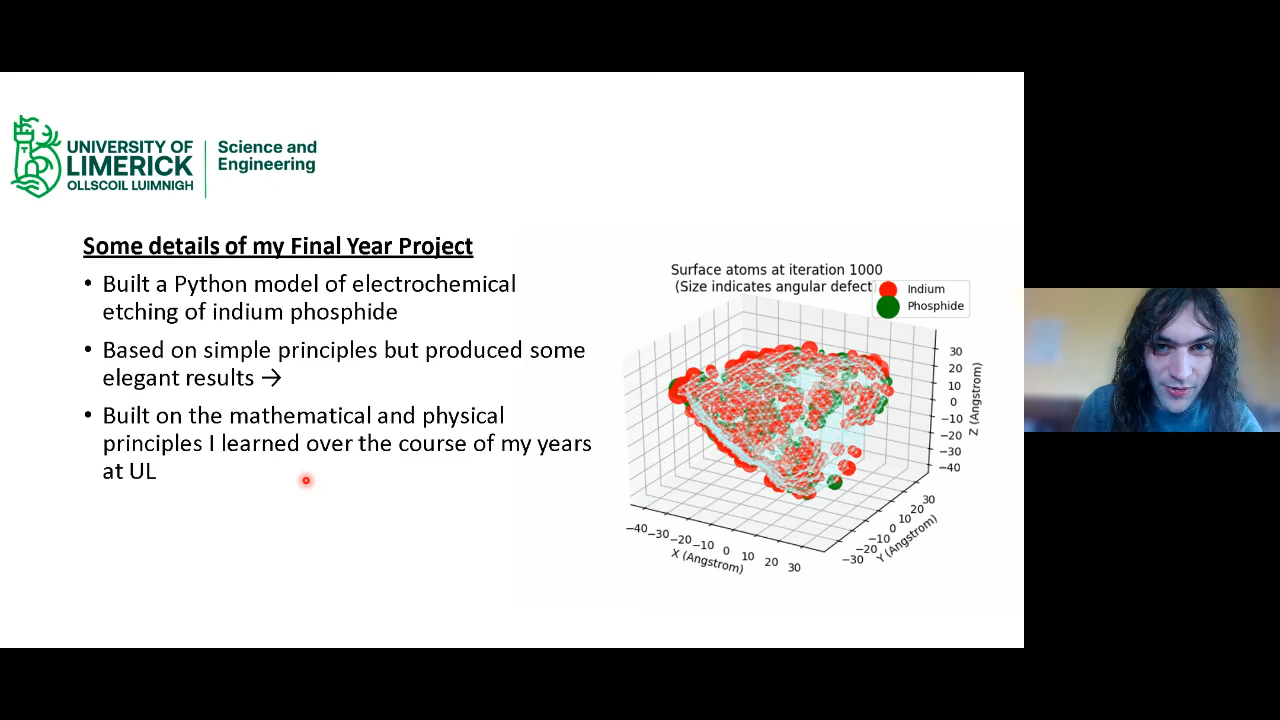 UNIVERSITY OF
LIMERICK
OLLSCOIL LUIMNIGH
Science and
Engineering
Some details of my Final Year Project
• Built a Python model of electrochemical
etching of indium phosphide
• Based on simple principles but produced some
elegant results →
• Built on the mathematical and physical
principles I learned over the course of my years
at UL
Surface atoms at iteration 1000
(Size indicates angular defect)
Indium
Phosphide
30
20
10
0
−10
−20
−30
−40
Z (Angstrom)
−40 −30 −20 −10 0 10 20 30
X (Angstrom)
−30 −20 −10 0 10 20 30
Y (Angstrom)